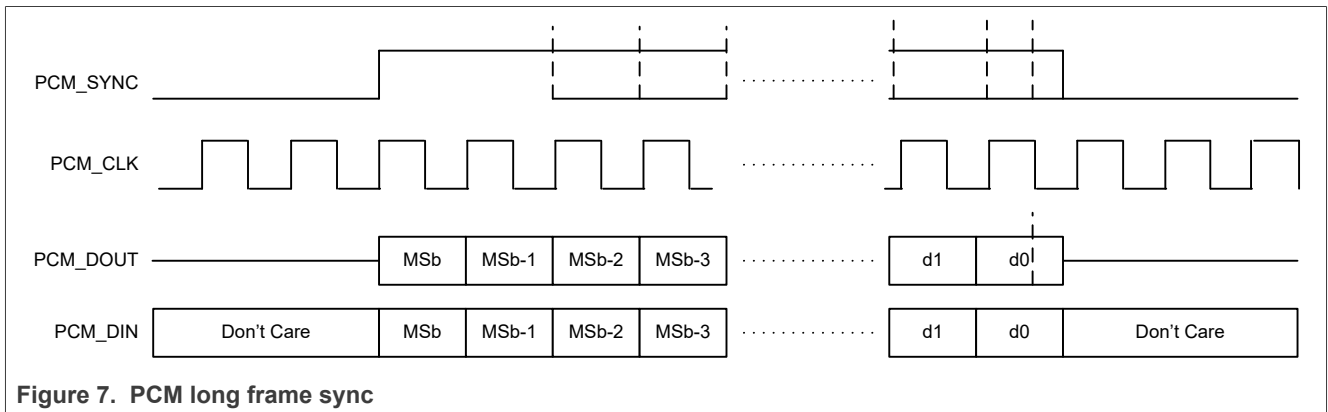 PCM_SYNC
PCM_CLK
PCM_DOUT MSb MSb-1 MSb-2 MSb-3 d1 d0
PCM_DIN Don't Care MSb MSb-1 MSb-2 MSb-3 d1 d0 Don't Care
Figure 7. PCM long frame sync